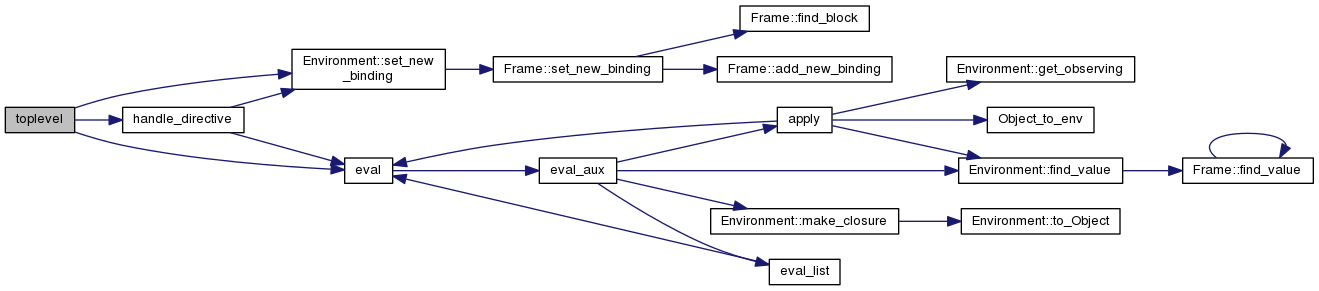 toplevel
handle_directive
Environment::set_new
_binding
eval
Frame::set_new_binding
Frame::find_block
Frame::add_new_binding
eval_aux
apply
Environment::make_closure
eval_list
Environment::get_observing
Object_to_env
Environment::find_value
Environment::to_Object
Frame::find_value